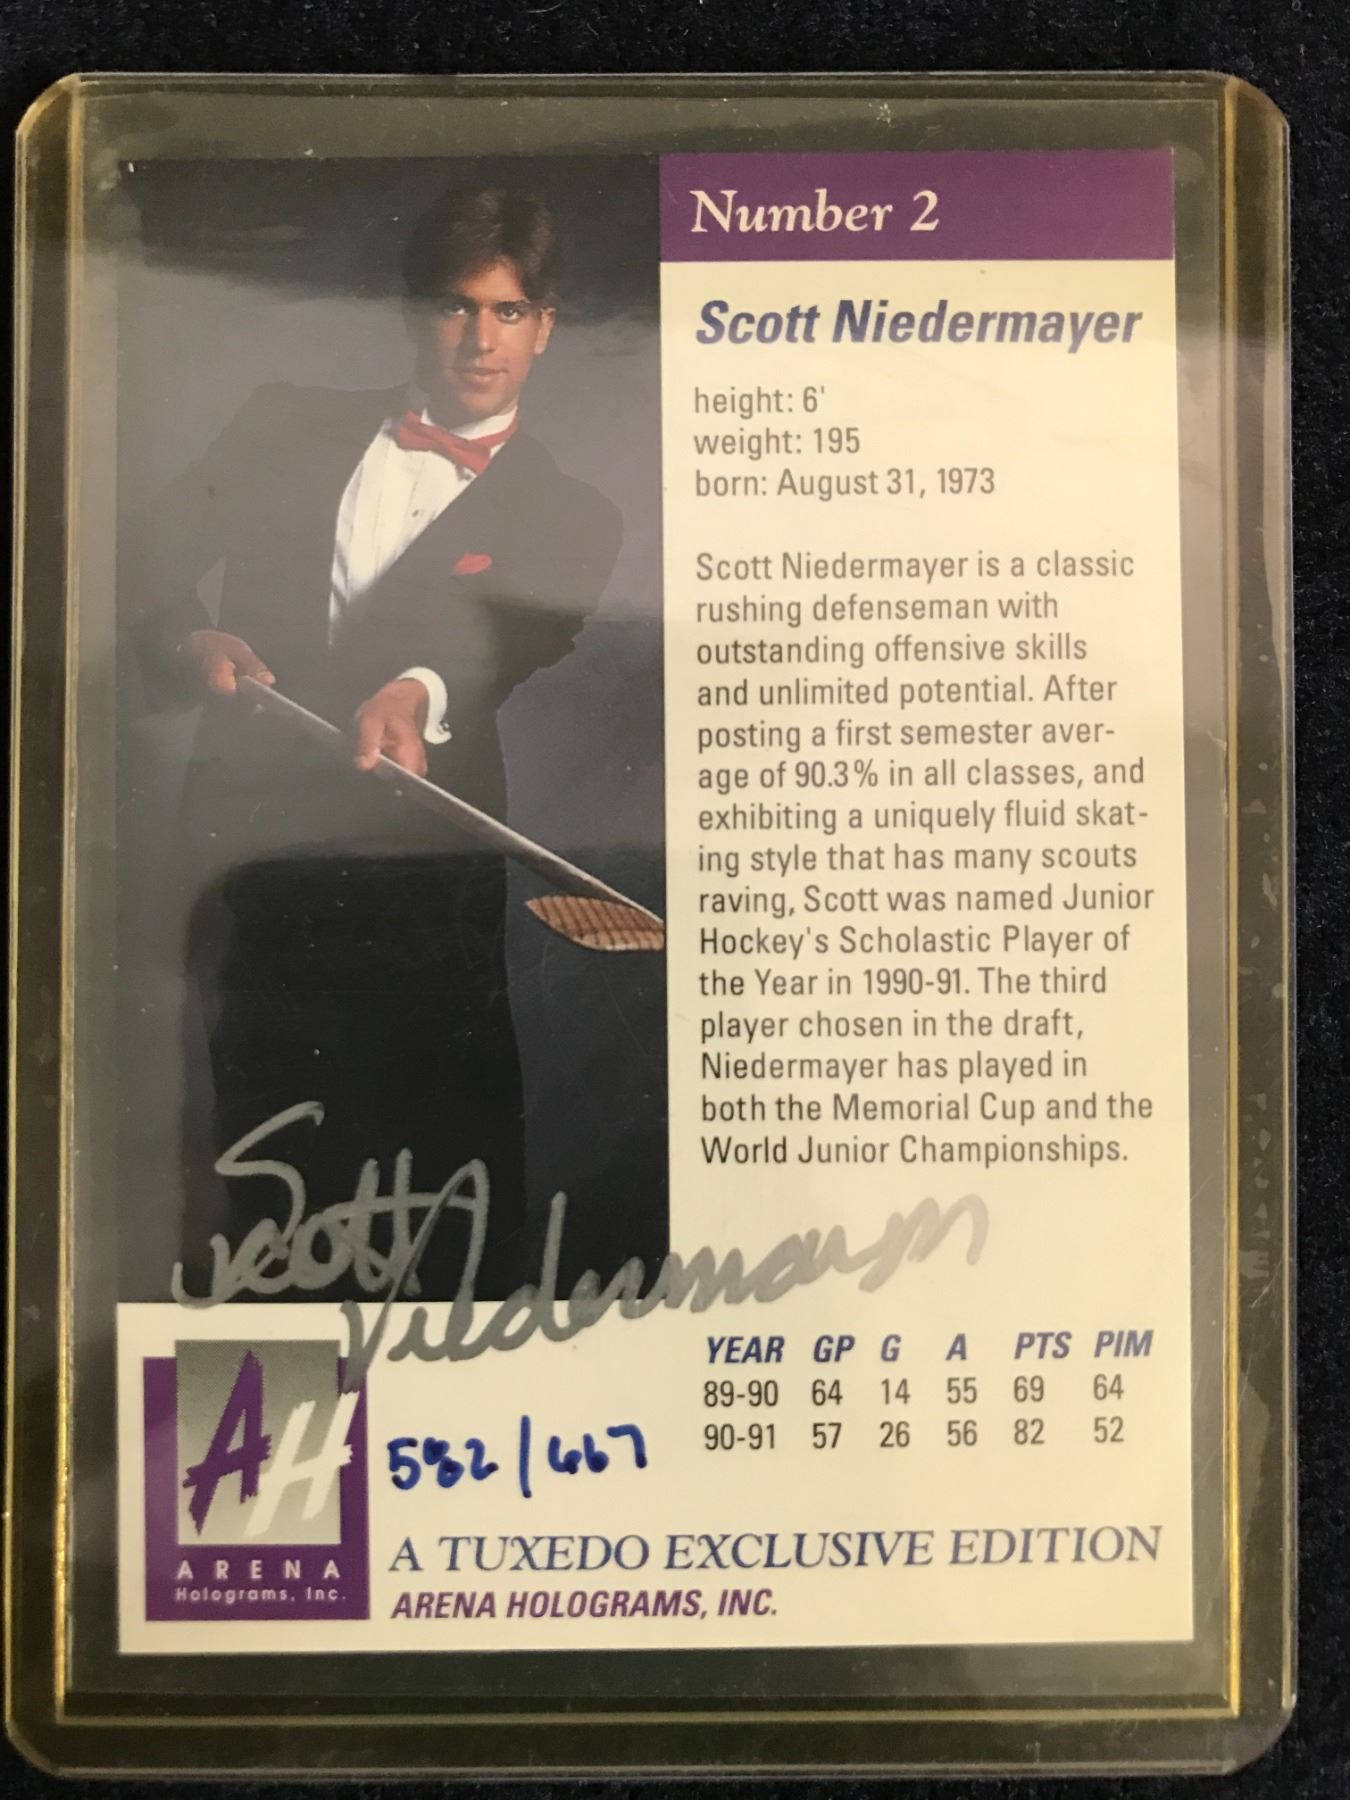 Number 2
Scott Niedermayer
height: 6'
weight: 195
born: August 31, 1973
Scott Niedermayer is a classic
rushing defenseman with
outstanding offensive skills
and unlimited potential. After
posting a first semester aver-
age of 90.3% in all classes, and
exhibiting a uniquely fluid skat-
ing style that has many scouts
raving, Scott was named Junior
Hockey's Scholastic Player of
the Year in 1990-91. The third
player chosen in the draft,
Niedermayer has played in
both the Memorial Cup and the
World Junior Championships.
Scott
Niedermayer
YEAR GP G A PTS PIM
89-90 64 14 55 69 64
90-91 57 26 56 82 52
582/667
AH
ARENA
Holograms, Inc.
A TUXEDO EXCLUSIVE EDITION
ARENA HOLOGRAMS, INC.